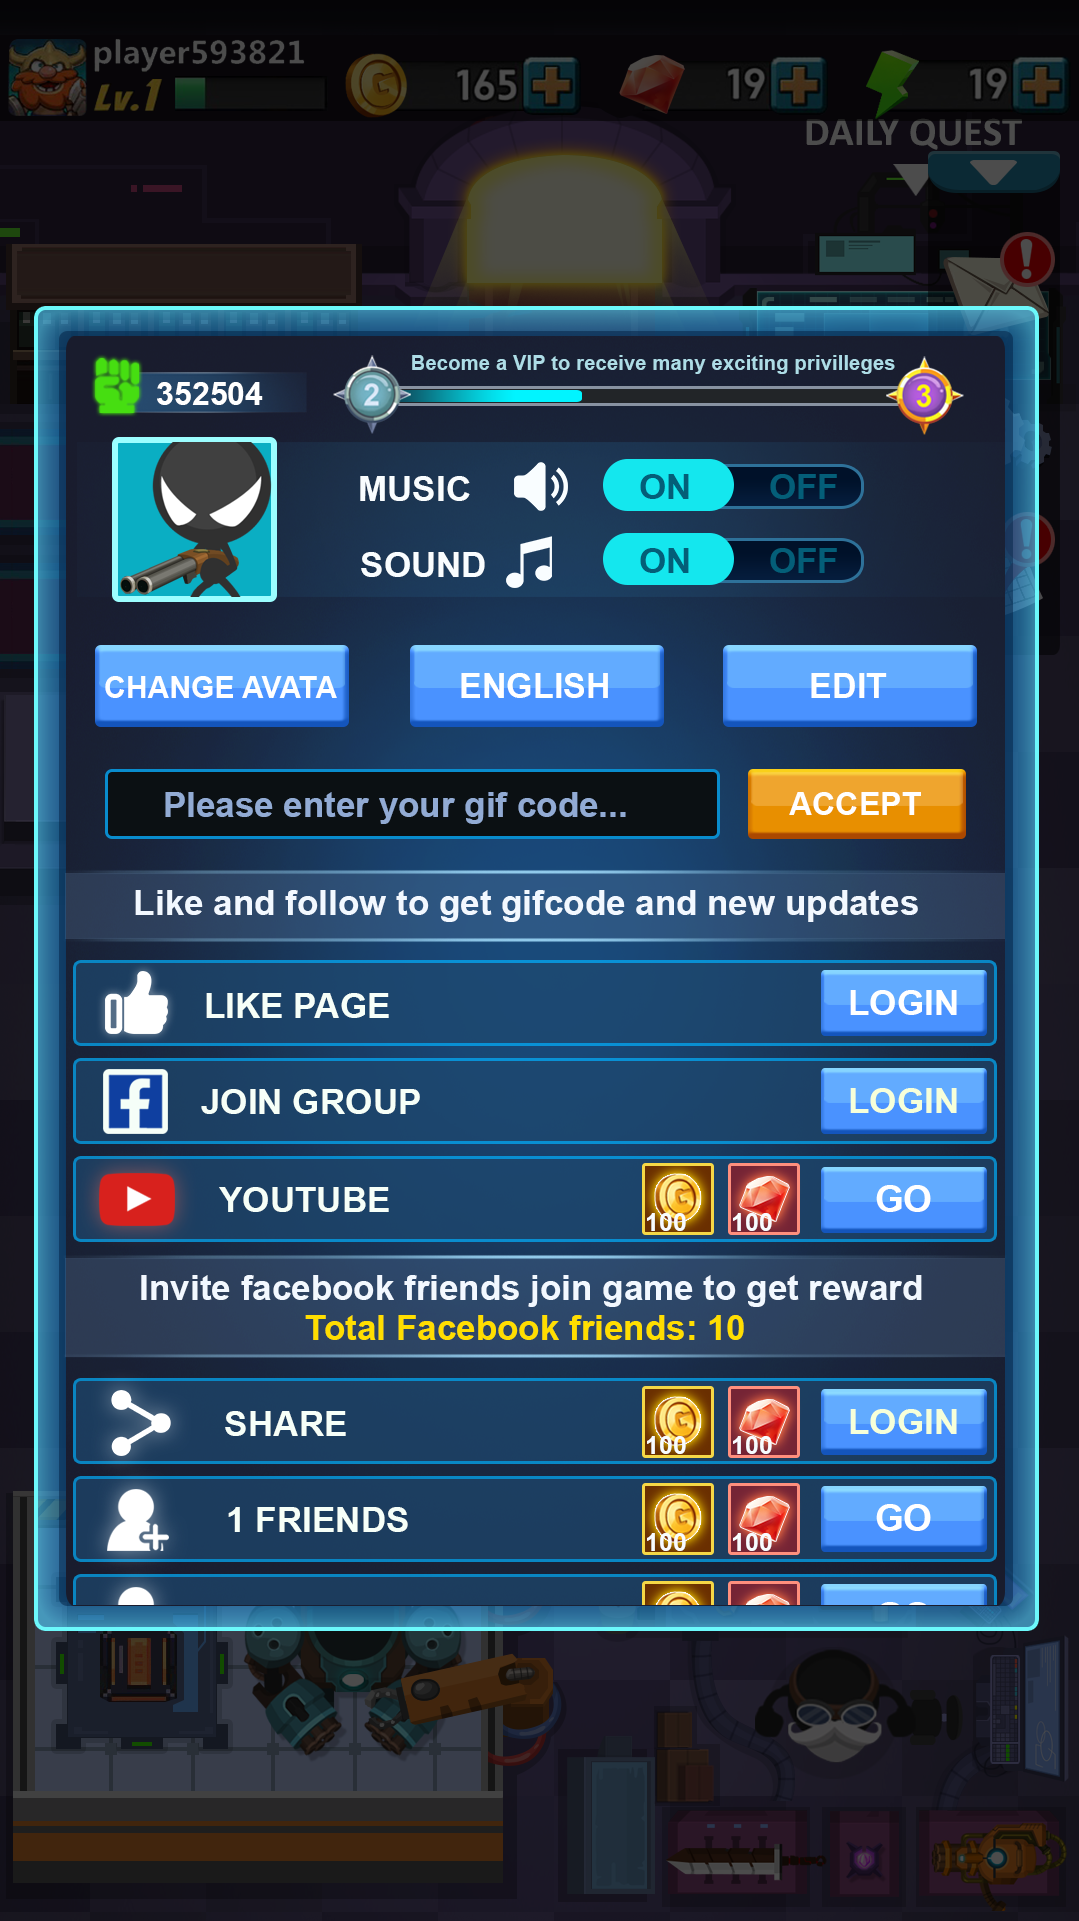 player593821
Lv.1
165
19
19
DAILY QUEST
Become a VIP to receive many exciting privilleges
352504
2
3
MUSIC ON OFF
SOUND ON OFF
CHANGE AVATA ENGLISH EDIT
Please enter your gif code... ACCEPT
Like and follow to get gifcode and new updates
LIKE PAGE LOGIN
JOIN GROUP LOGIN
YOUTUBE 100 100 GO
Invite facebook friends join game to get reward
Total Facebook friends: 10
SHARE 100 100 LOGIN
1 FRIENDS 100 100 GO